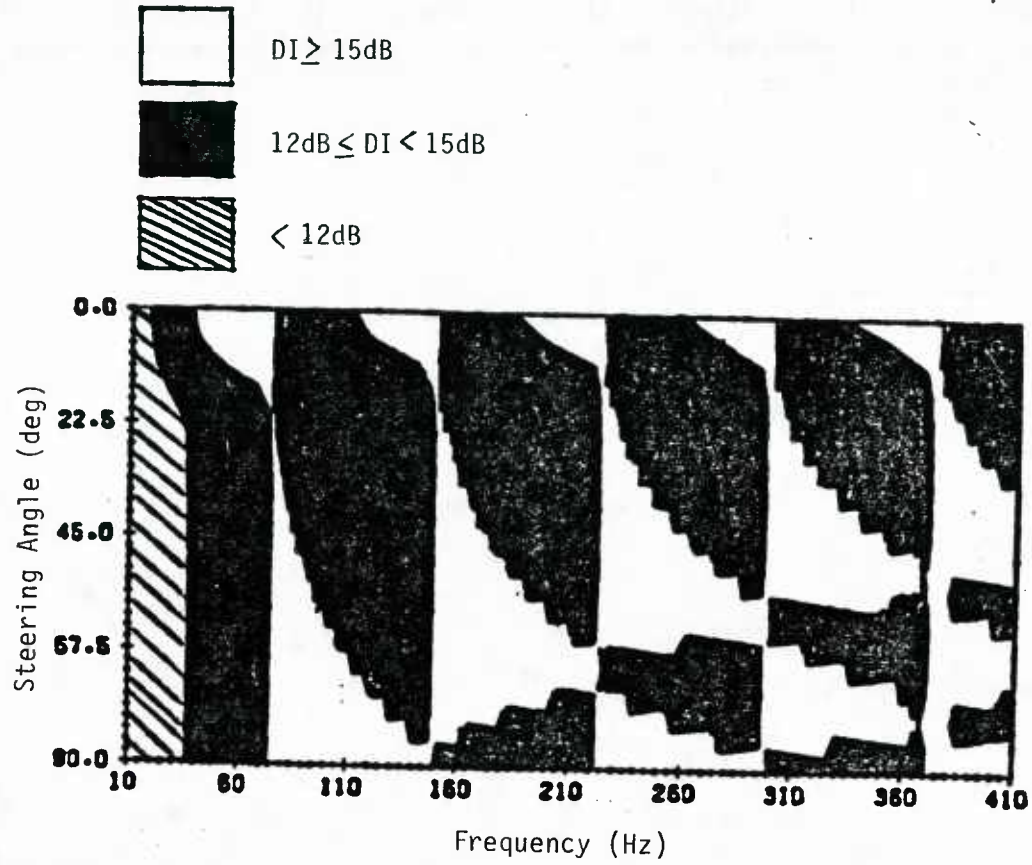 DI ≥ 15dB
12dB ≤ DI < 15dB
< 12dB
0.0
22.5
45.0
67.5
90.0
Steering Angle (deg)
10 60 110 160 210 260 310 360 410
Frequency (Hz)